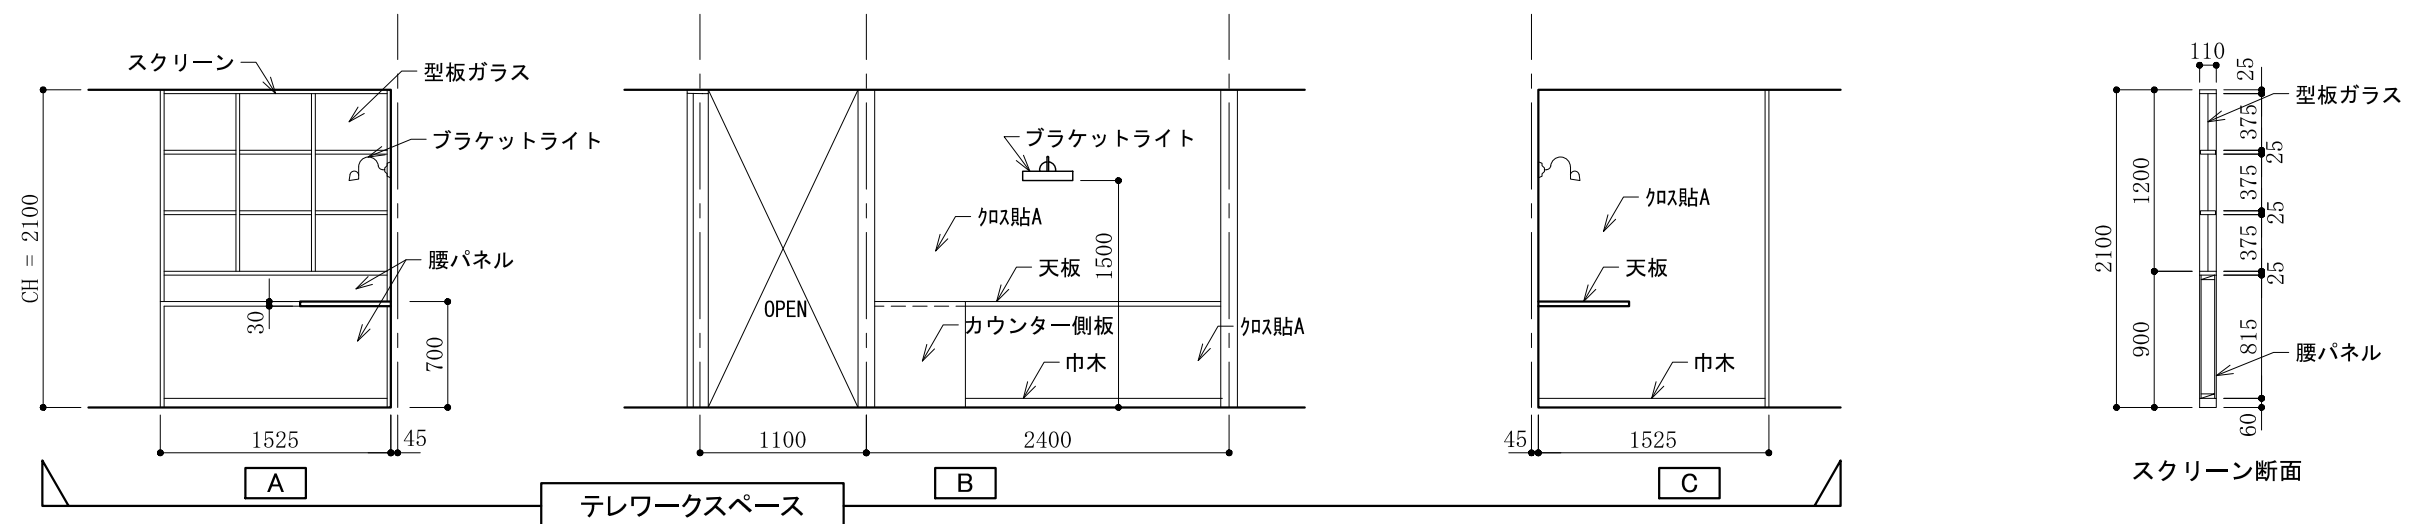 スクリーン
型板ガラス
ブラケットライト
腰パネル
CH = 2100
30
700
1525
45
A
ブラケットライト
ｸﾛｽ貼A
天板
1500
OPEN
カウンター側板
ｸﾛｽ貼A
巾木
1100
2400
B
ｸﾛｽ貼A
天板
巾木
45
1525
C
テレワークスペース
110
25
型板ガラス
375
25
1200
375
25
2100
375
25
900
815
腰パネル
60
スクリーン断面